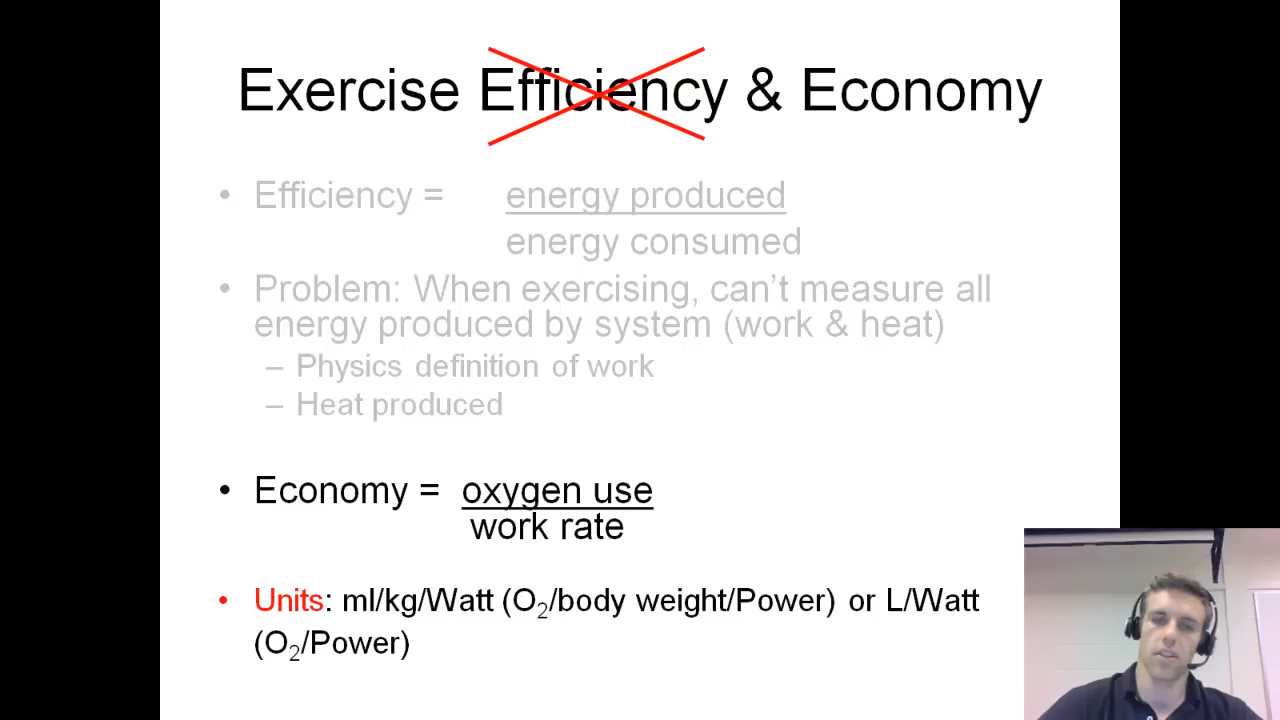 Exercise Efficiency & Economy
• Efficiency = energy produced
energy consumed
• Problem: When exercising, can’t measure all
energy produced by system (work & heat)
– Physics definition of work
– Heat produced
• Economy = oxygen use
work rate
• Units: ml/kg/Watt (O₂/body weight/Power) or L/Watt
(O₂/Power)